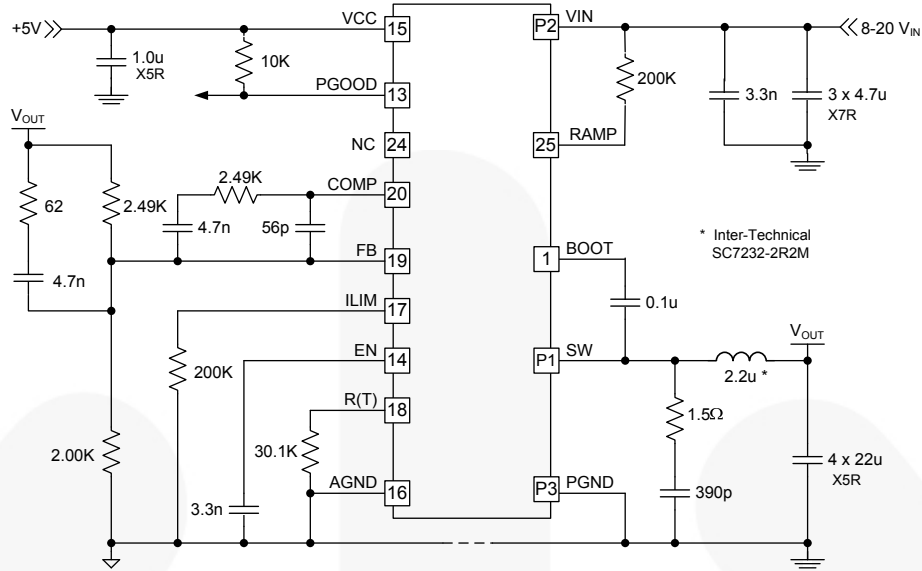 +5V
VCC
15
P2
VIN
8-20 VIN
1.0u
X5R
10K
200K
3.3n
3 x 4.7u
X7R
PGOOD
13
VOUT
NC
24
25
RAMP
2.49K
COMP
20
62
2.49K
4.7n
56p
* Inter-Technical
SC7232-2R2M
FB
19
1
BOOT
4.7n
ILIM
17
0.1u
VOUT
EN
14
P1
SW
2.2u *
200K
R(T)
18
1.5Ω
2.00K
30.1K
4 x 22u
X5R
AGND
16
P3
PGND
390p
3.3n